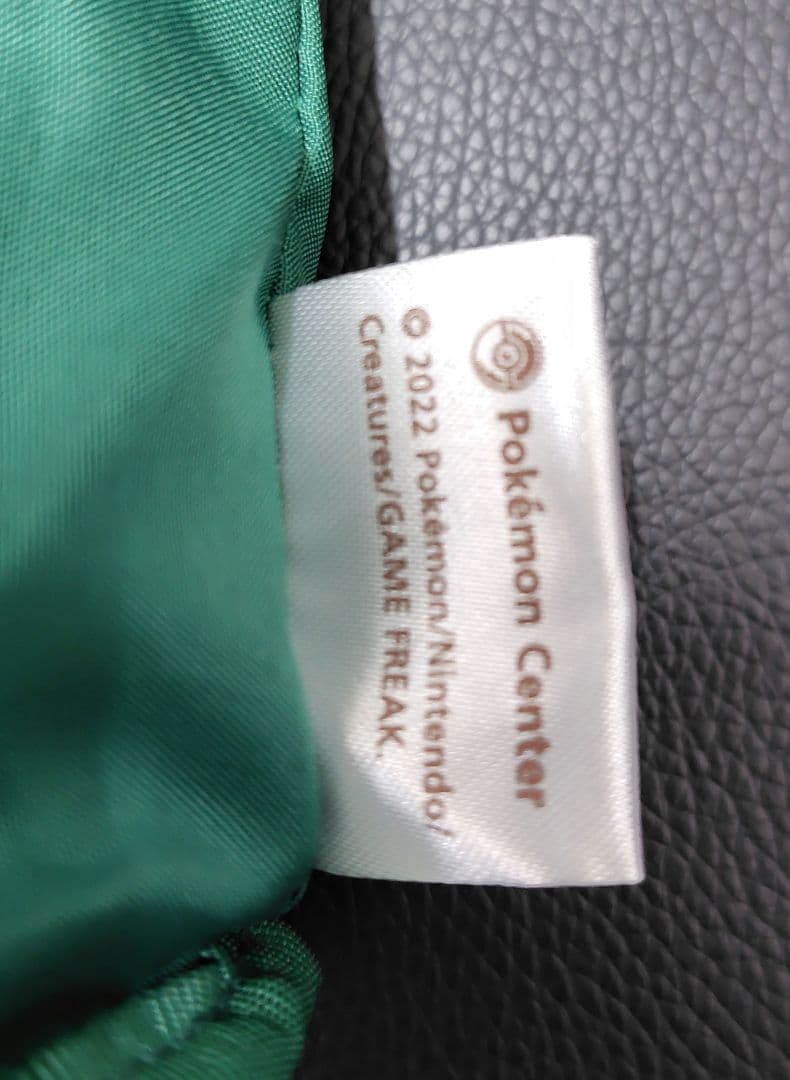 Pokémon Center
© 2022 Pokémon/Nintendo/
Creatures/GAME FREAK.